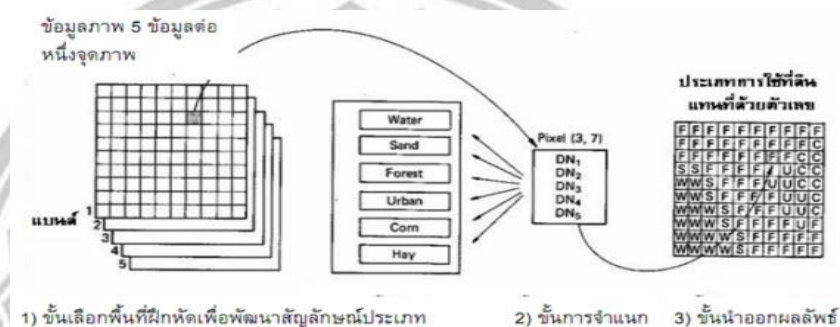 ข้อมูลภาพ 5 ข้อมูลต่อ
หนึ่งจุดภาพ
แบนด์
1
2
3
4
5
Water
Sand
Forest
Urban
Corn
Hay
Pixel (3, 7)
DN1
DN2
DN3
DN4
DN5
ประเภทการใช้ที่ดิน
แทนที่ด้วยตัวเลข
F F F F F F F F F F
F F F F F F F F F C
F F F F F F F F C C
S S F F F F F U C C
W W S F F F U U C C
W W S F F F F U U C
W W W S F F F U U C
W W W S F F F F U F
W W W W S F F F F F
W W W W S F F F F F
1) ขั้นเลือกพื้นที่ฝึกหัดเพื่อพัฒนาสัญลักษณ์ประเภท
2) ขั้นการจำแนก
3) ขั้นนำออกผลลัพธ์